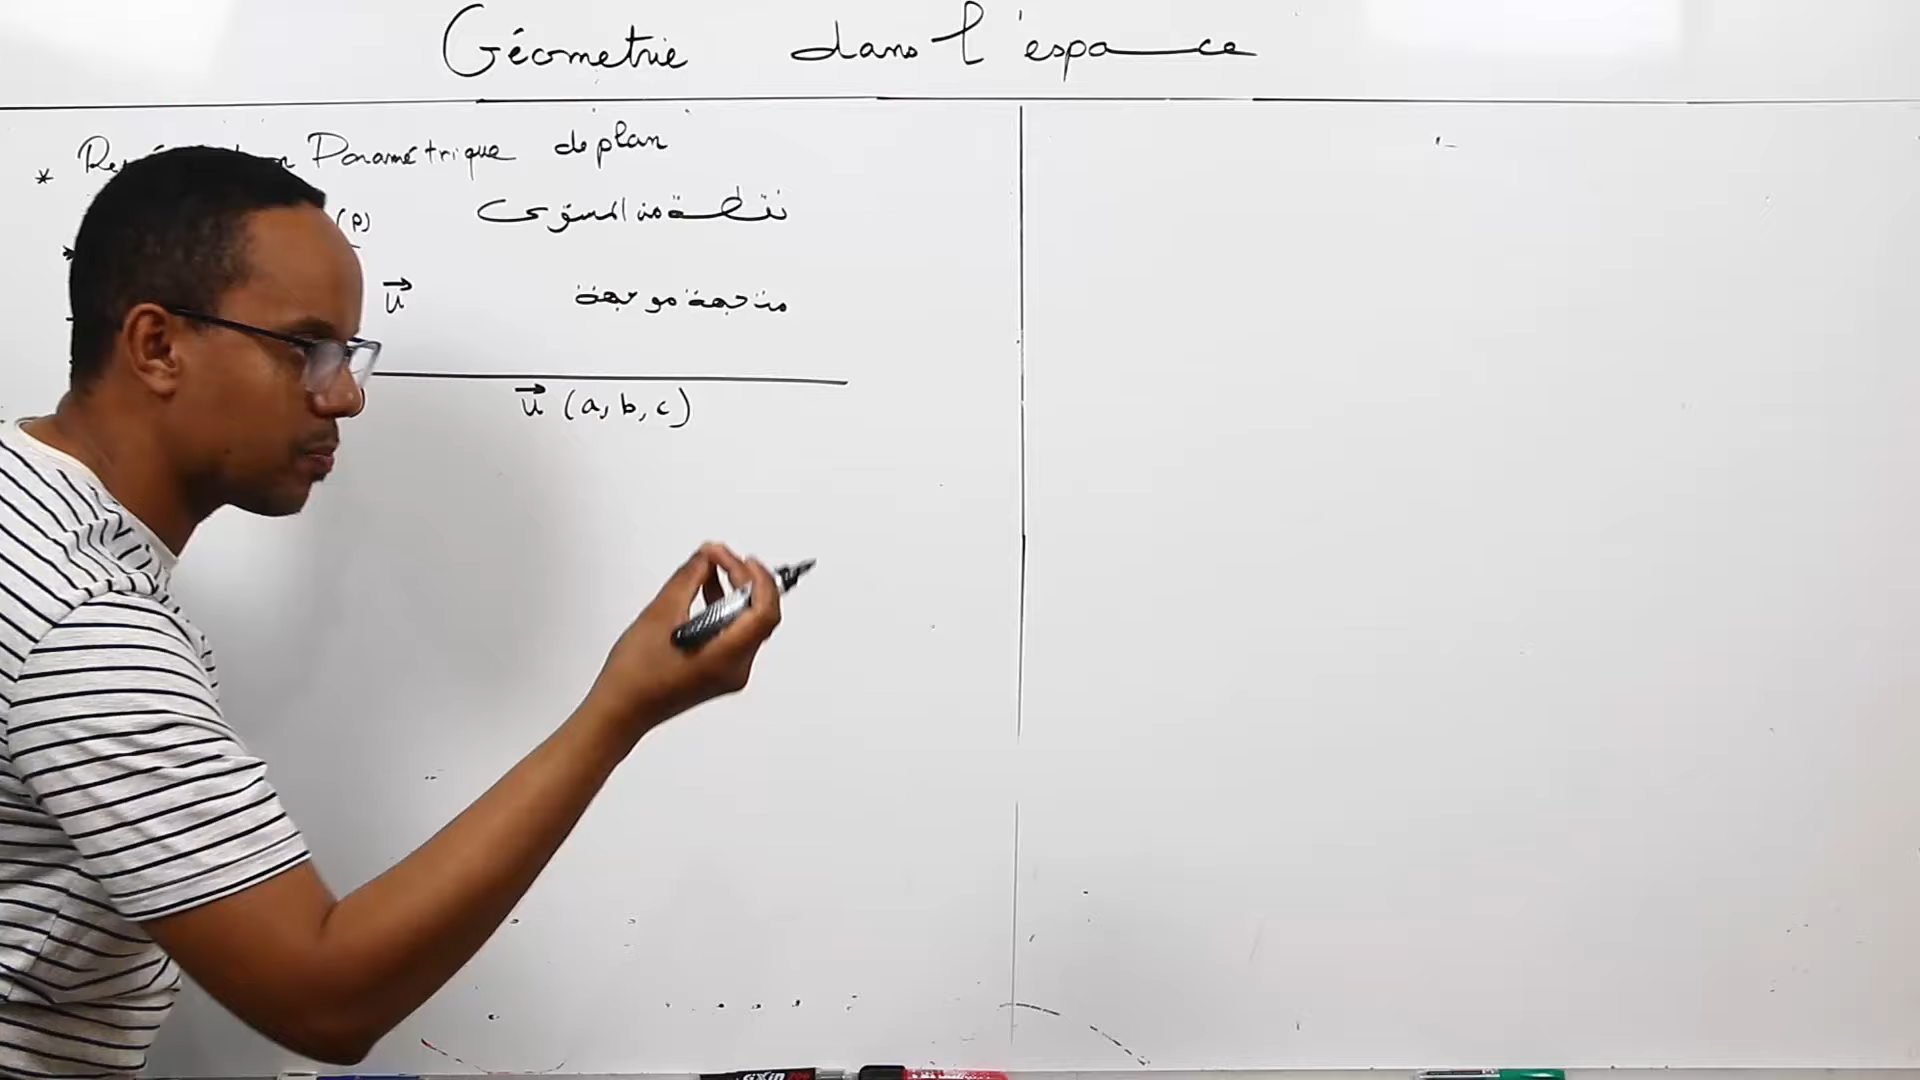 Géometrie dans l'espace
* Paramétrique de plan
(P) نقطة من المستوى
u⃗ متجهة موجهة
u⃗ (a, b, c)